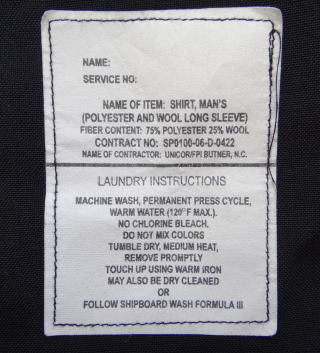 NAME:
SERVICE NO:
NAME OF ITEM: SHIRT, MAN'S
(POLYESTER AND WOOL LONG SLEEVE)
FIBER CONTENT: 75% POLYESTER 25% WOOL
CONTRACT NO: SP0100-06-D-0422
NAME OF CONTRACTOR: UNICOR/FPI BUTNER, N.C.
LAUNDRY INSTRUCTIONS
MACHINE WASH, PERMANENT PRESS CYCLE,
WARM WATER (120°F MAX.).
NO CHLORINE BLEACH.
DO NOT MIX COLORS
TUMBLE DRY, MEDIUM HEAT,
REMOVE PROMPTLY
TOUCH UP USING WARM IRON
MAY ALSO BE DRY CLEANED
OR
FOLLOW SHIPBOARD WASH FORMULA III